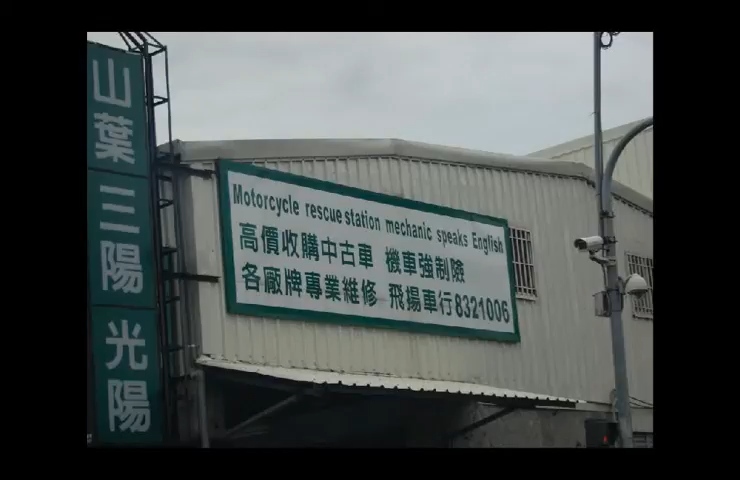 山葉
三陽
光陽
Motorcycle rescue station mechanic speaks English
高價收購中古車 機車強制險
各廠牌專業維修 飛揚車行8321006